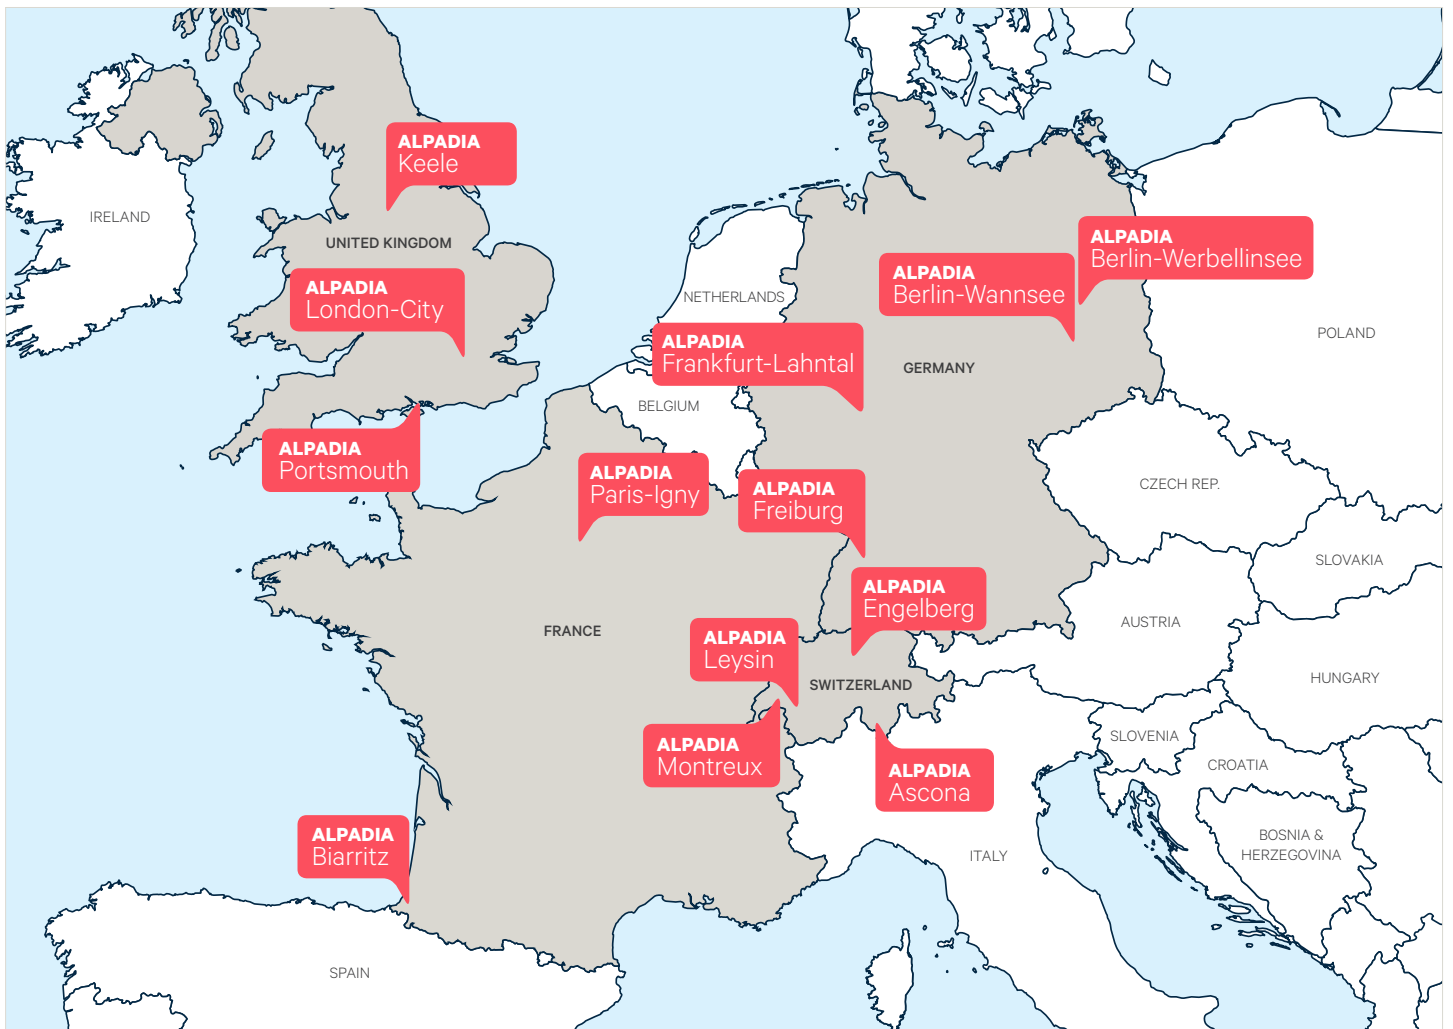 ALPADIA
Keele
IRELAND
UNITED KINGDOM
ALPADIA
Berlin-Werbellinsee
ALPADIA
Berlin-Wannsee
ALPADIA
London-City
NETHERLANDS
POLAND
ALPADIA
Frankfurt-Lahntal
GERMANY
BELGIUM
ALPADIA
Portsmouth
ALPADIA
Paris-Igny
ALPADIA
Freiburg
CZECH REP.
SLOVAKIA
ALPADIA
Engelberg
AUSTRIA
FRANCE
ALPADIA
Leysin
SWITZERLAND
HUNGARY
ALPADIA
Montreux
SLOVENIA
CROATIA
ALPADIA
Ascona
ALPADIA
Biarritz
BOSNIA &
HERZEGOVINA
ITALY
SPAIN